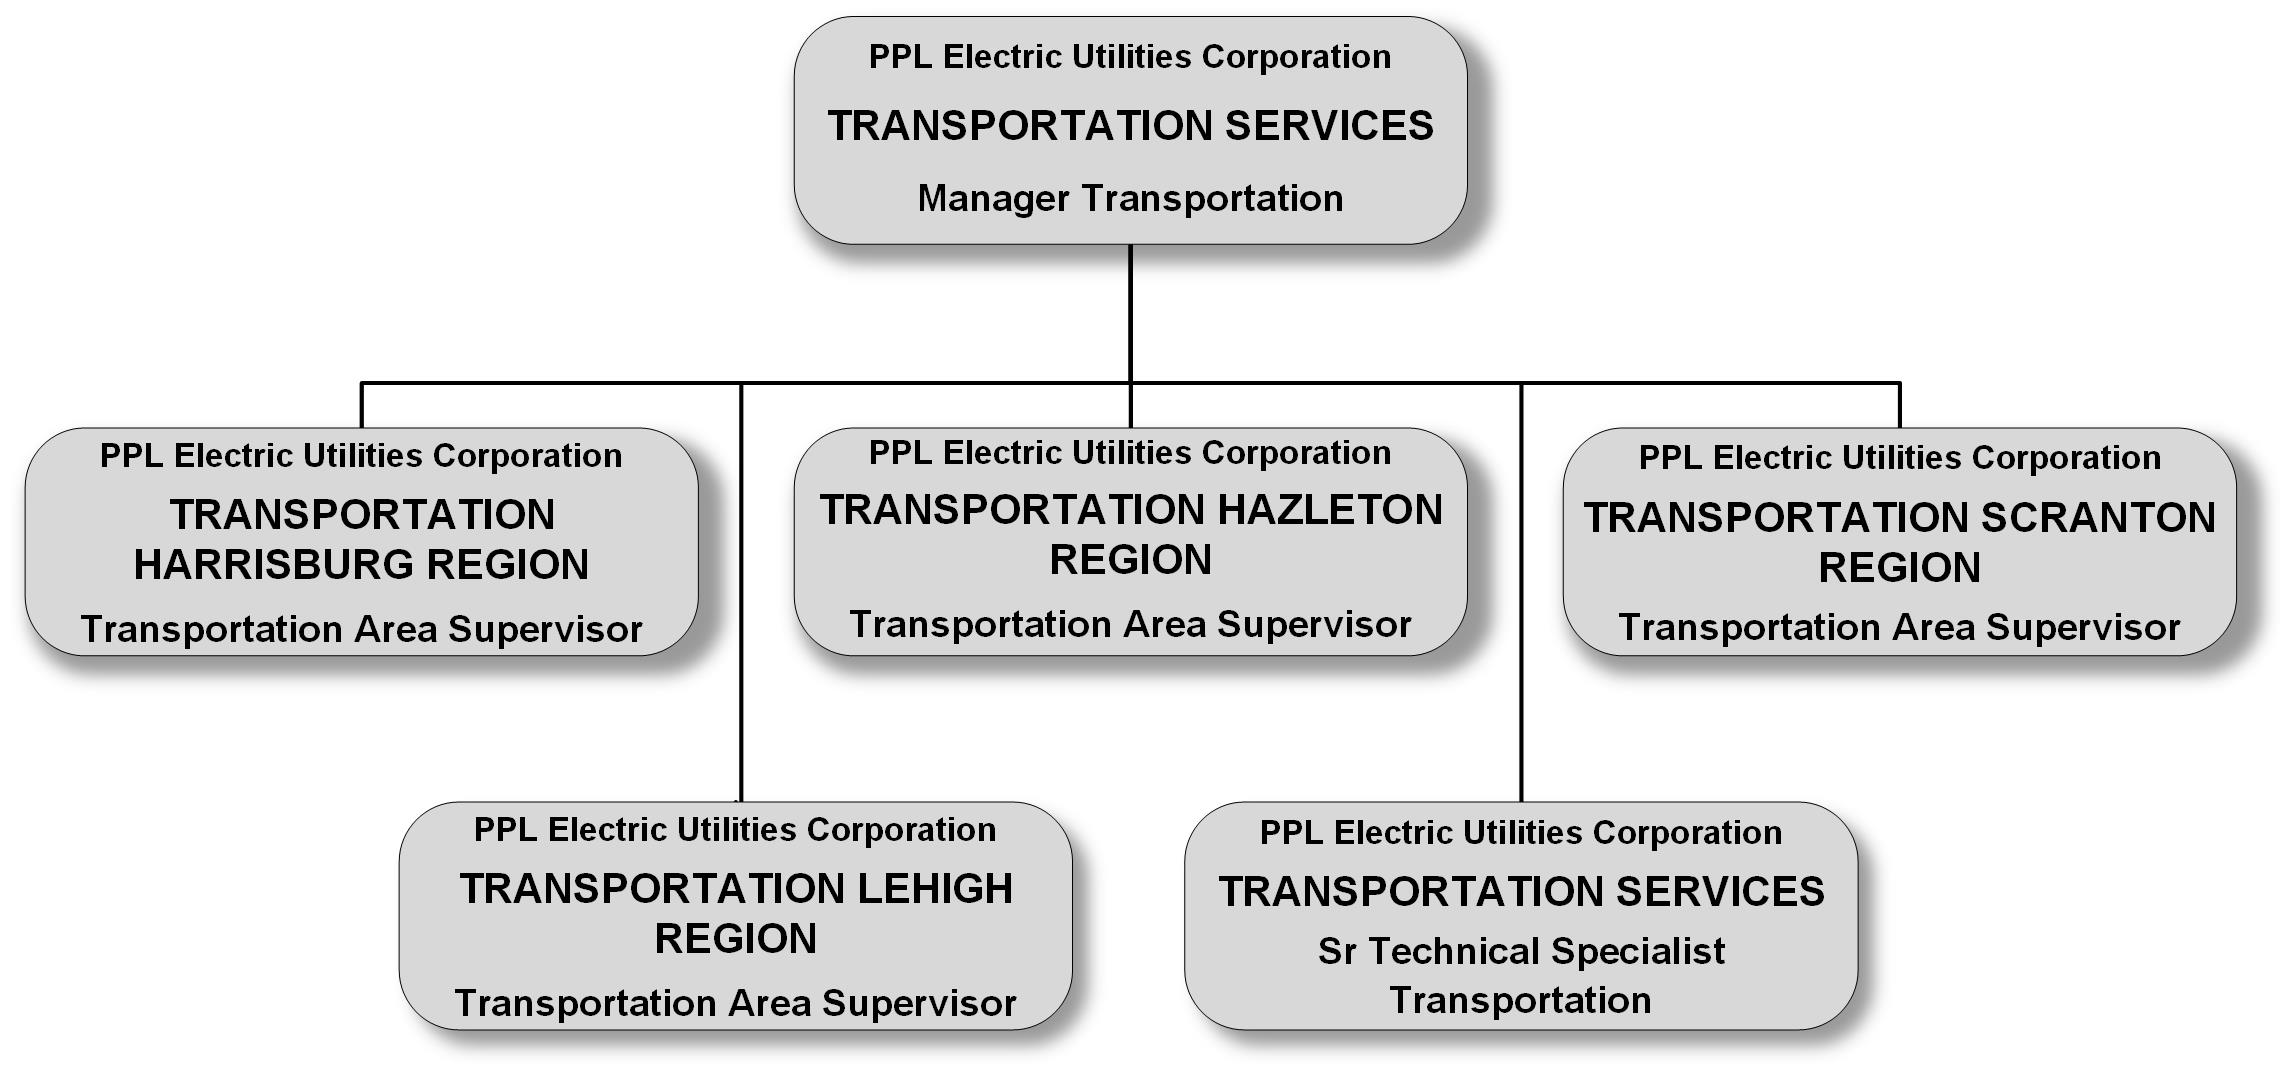 PPL Electric Utilities Corporation
TRANSPORTATION SERVICES
Manager Transportation
PPL Electric Utilities Corporation
TRANSPORTATION
HARRISBURG REGION
Transportation Area Supervisor
PPL Electric Utilities Corporation
TRANSPORTATION HAZLETON
REGION
Transportation Area Supervisor
PPL Electric Utilities Corporation
TRANSPORTATION SCRANTON
REGION
Transportation Area Supervisor
PPL Electric Utilities Corporation
TRANSPORTATION LEHIGH
REGION
Transportation Area Supervisor
PPL Electric Utilities Corporation
TRANSPORTATION SERVICES
Sr Technical Specialist
Transportation